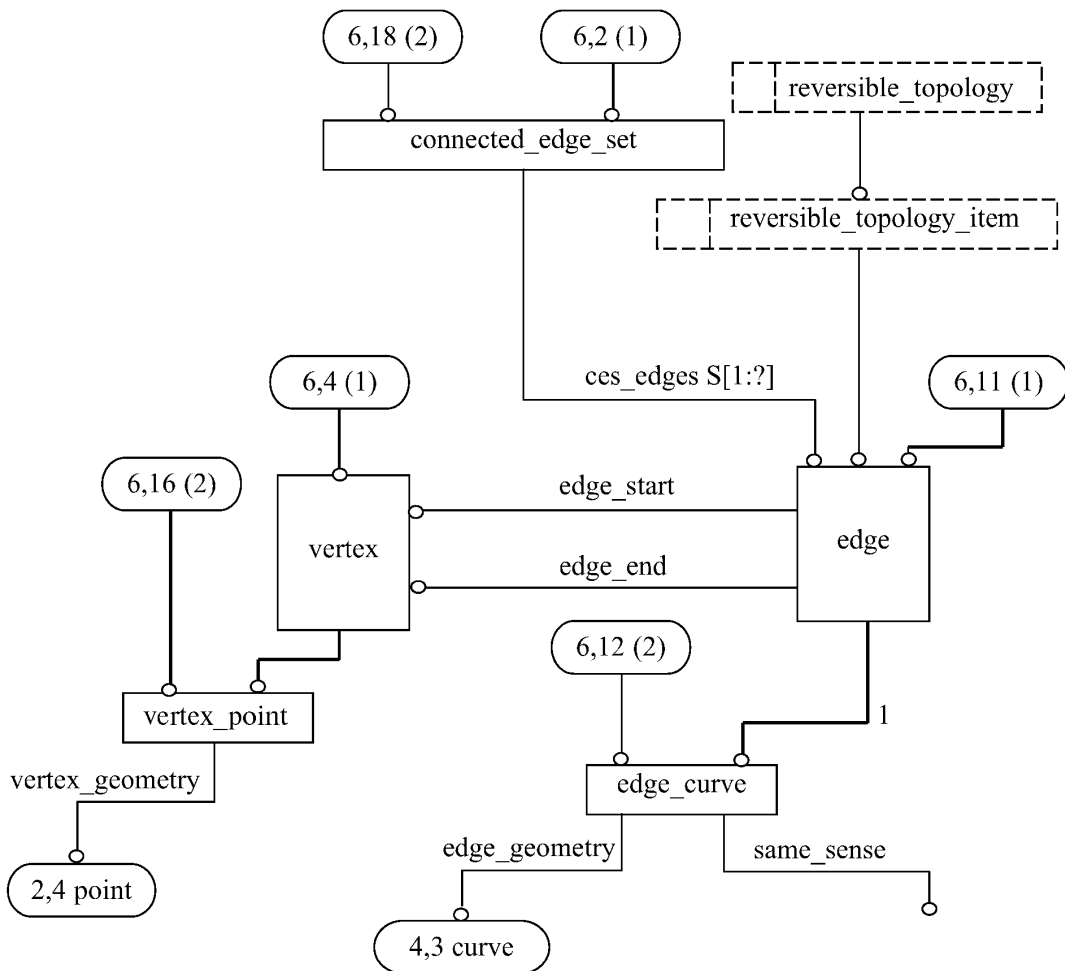 6,18 (2)
6,2 (1)
reversible_topology
connected_edge_set
reversible_topology_item
6,4 (1)
ces_edges S[1:?]
6,11 (1)
6,16 (2)
edge_start
vertex
edge
edge_end
6,12 (2)
vertex_point
1
vertex_geometry
edge_curve
edge_geometry
same_sense
2,4 point
4,3 curve